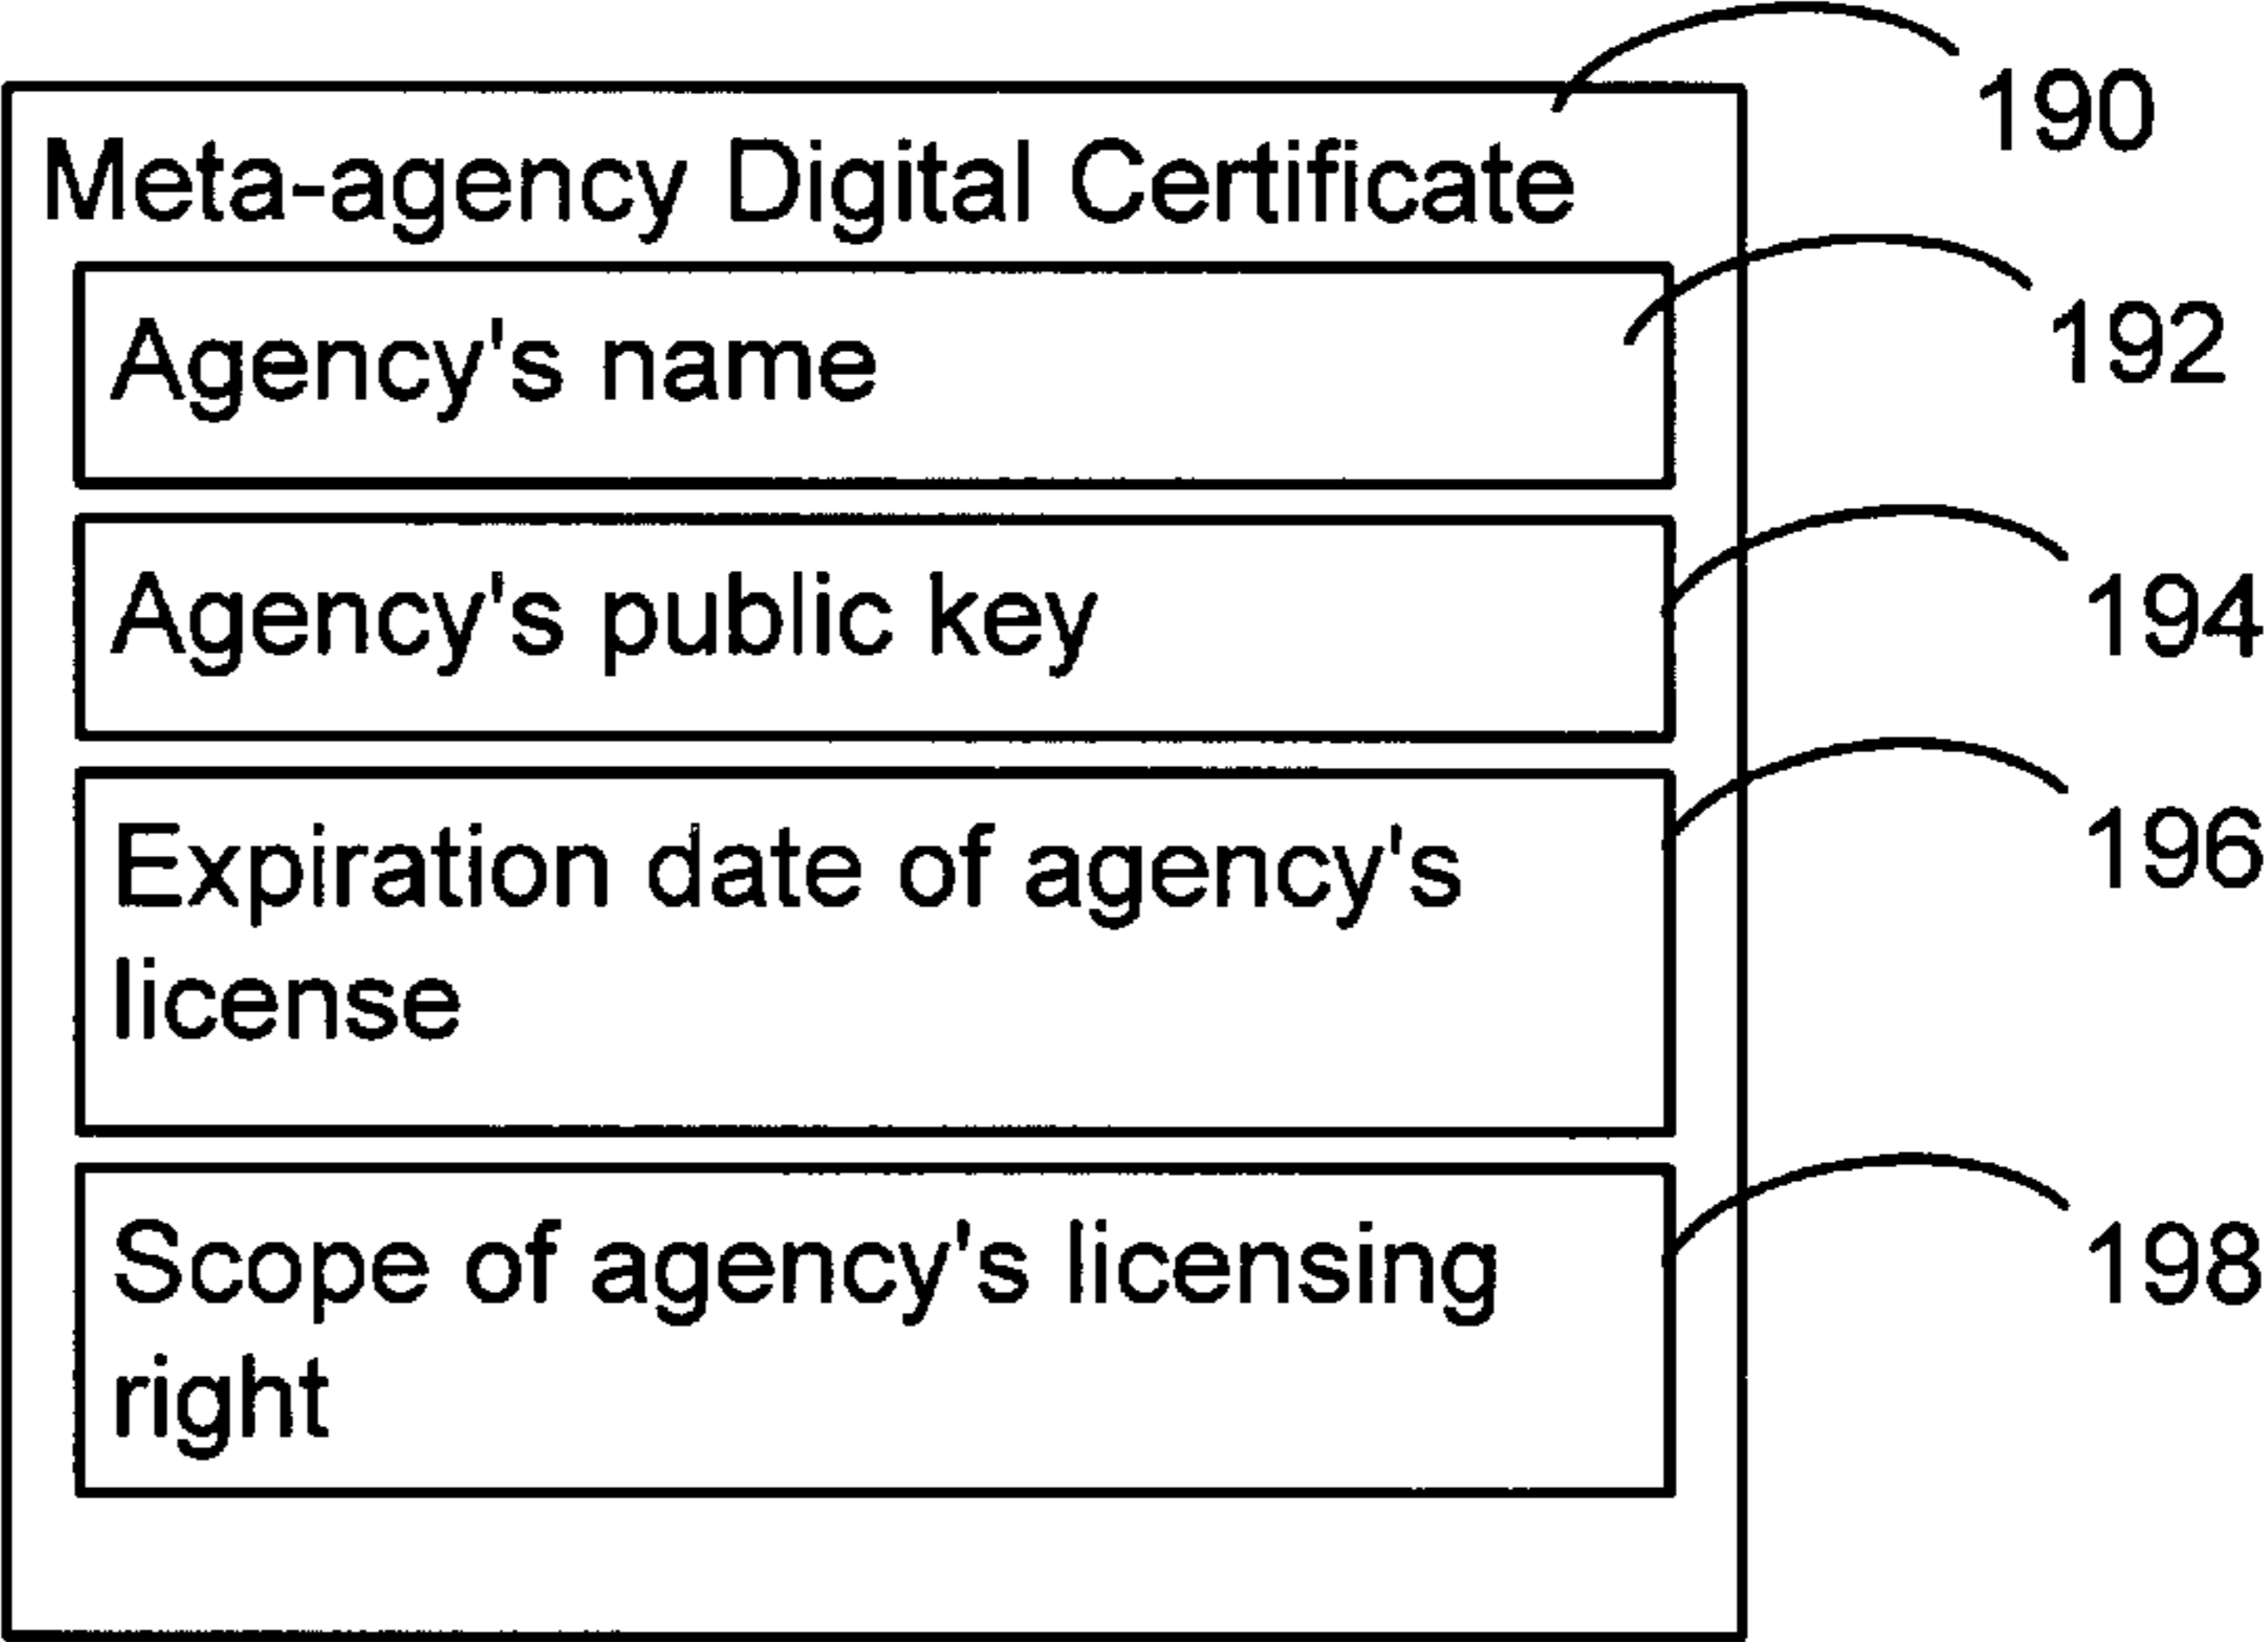 190
Meta-agency Digital Certificate
192
Agency's name
194
Agency's public key
196
Expiration date of agency's
license
198
Scope of agency's licensing
right